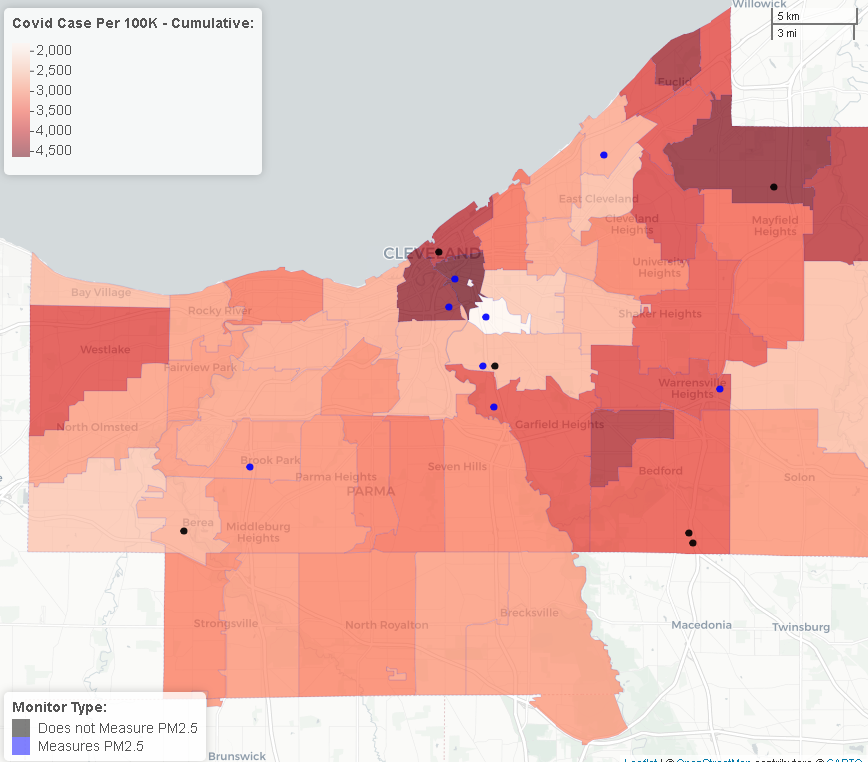 Willowick
Covid Case Per 100K - Cumulative:
2,000
2,500
3,000
3,500
4,000
4,500
5 km
3 mi
Euclid
East Cleveland
Cleveland
Heights
Mayfield
Heights
CLEVELAND
University
Heights
Bay Village
Rocky River
Shaker Heights
Westlake
Fairview Park
Warrensville
Heights
North Olmsted
Garfield Heights
Brook Park
Seven Hills
Bedford
Parma Heights
Solon
PARMA
Berea
Middleburg
Heights
Brecksville
Strongsville
North Royalton
Macedonia
Twinsburg
Monitor Type:
Does not Measure PM2.5
Measures PM2.5
Brunswick
Leaflet | © OpenStreetMap contributors © CARTO